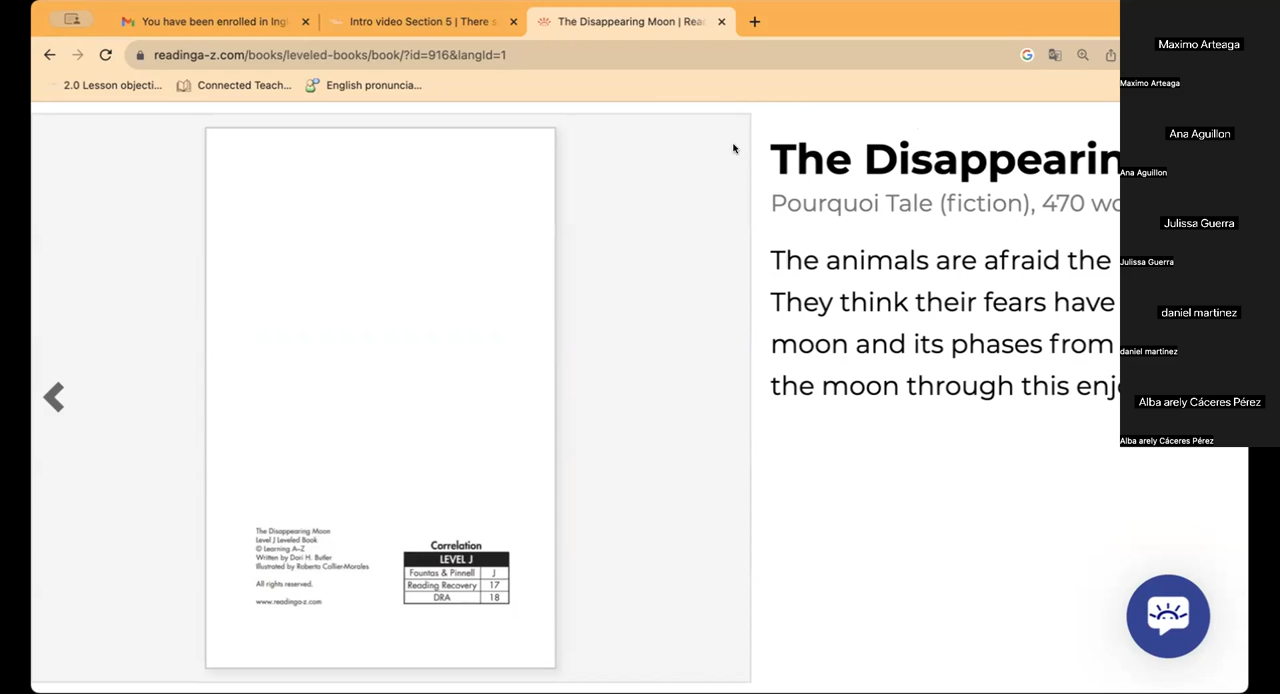 You have been enrolled in Ingl
Intro video Section 5 | There s
The Disappearing Moon | Rea
readinga-z.com/books/leveled-books/book/?id=916&langId=1
2.0 Lesson objecti...
Connected Teach...
English pronuncia...
The Disappearin
Pourquoi Tale (fiction), 470 wo
The animals are afraid the
They think their fears have
moon and its phases from
the moon through this enj
The Disappearing Moon
Level J Leveled Book
© Learning A–Z
Written by Dori H. Butler
Illustrated by Roberto Collier-Morales
All rights reserved.
www.readinga-z.com
Correlation
LEVEL J
Fountas & Pinnell J
Reading Recovery 17
DRA 18
Maximo Arteaga
Maximo Arteaga
Ana Aguillon
Ana Aguillon
Julissa Guerra
Julissa Guerra
daniel martinez
daniel martinez
Alba arely Cáceres Pérez
Alba arely Cáceres Pérez